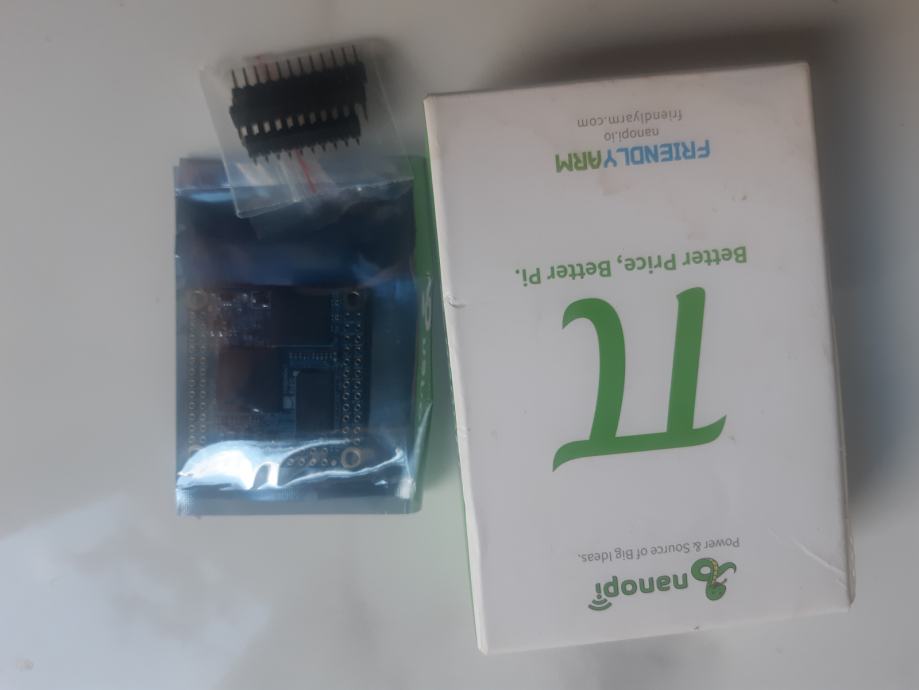 nanopi
Power & Source of Big Ideas.
π
Better Price, Better Pi.
FRIENDLYARM
nanopi.io
friendlyarm.com